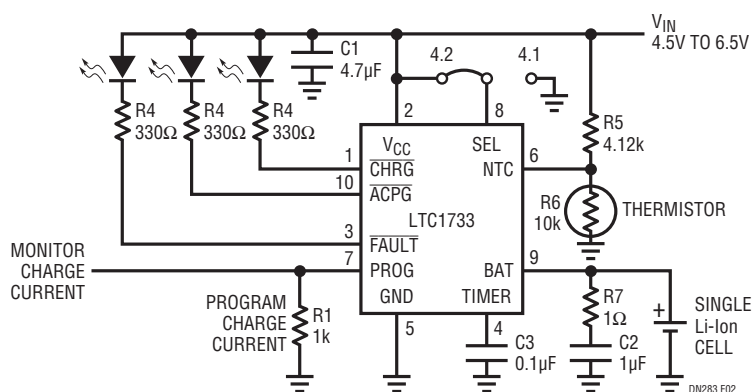 V_IN
4.5V TO 6.5V
C1
4.7µF
4.2
4.1
R4
330Ω
R4
330Ω
R4
330Ω
2
8
R5
4.12k
V_CC
SEL
1
CHRG
NTC
6
10
ACPG
LTC1733
R6
10k
THERMISTOR
3
FAULT
MONITOR
CHARGE
CURRENT
7
PROG
BAT
9
GND
TIMER
PROGRAM
CHARGE
CURRENT
R1
1k
5
4
C3
0.1µF
R7
1Ω
C2
1µF
+
SINGLE
Li-Ion
CELL
DN283 F02